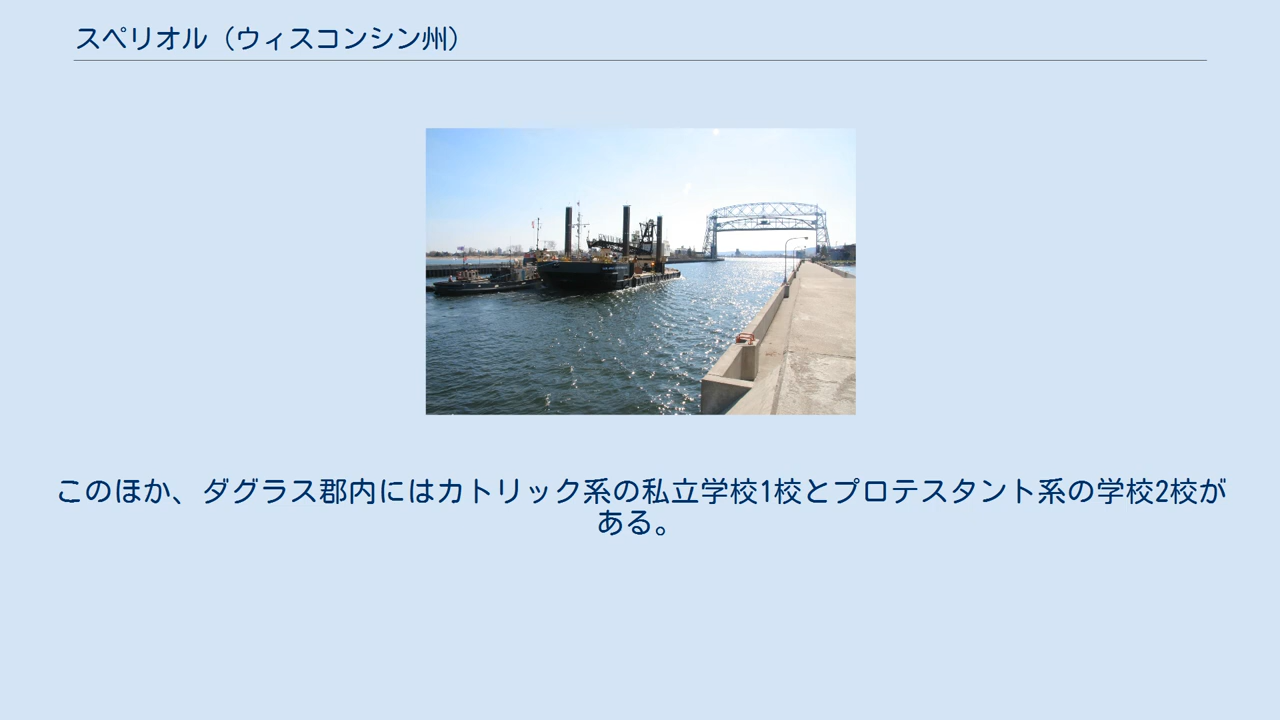 スペリオル（ウィスコンシン州）
このほか、ダグラス郡内にはカトリック系の私立学校1校とプロテスタント系の学校2校が
ある。